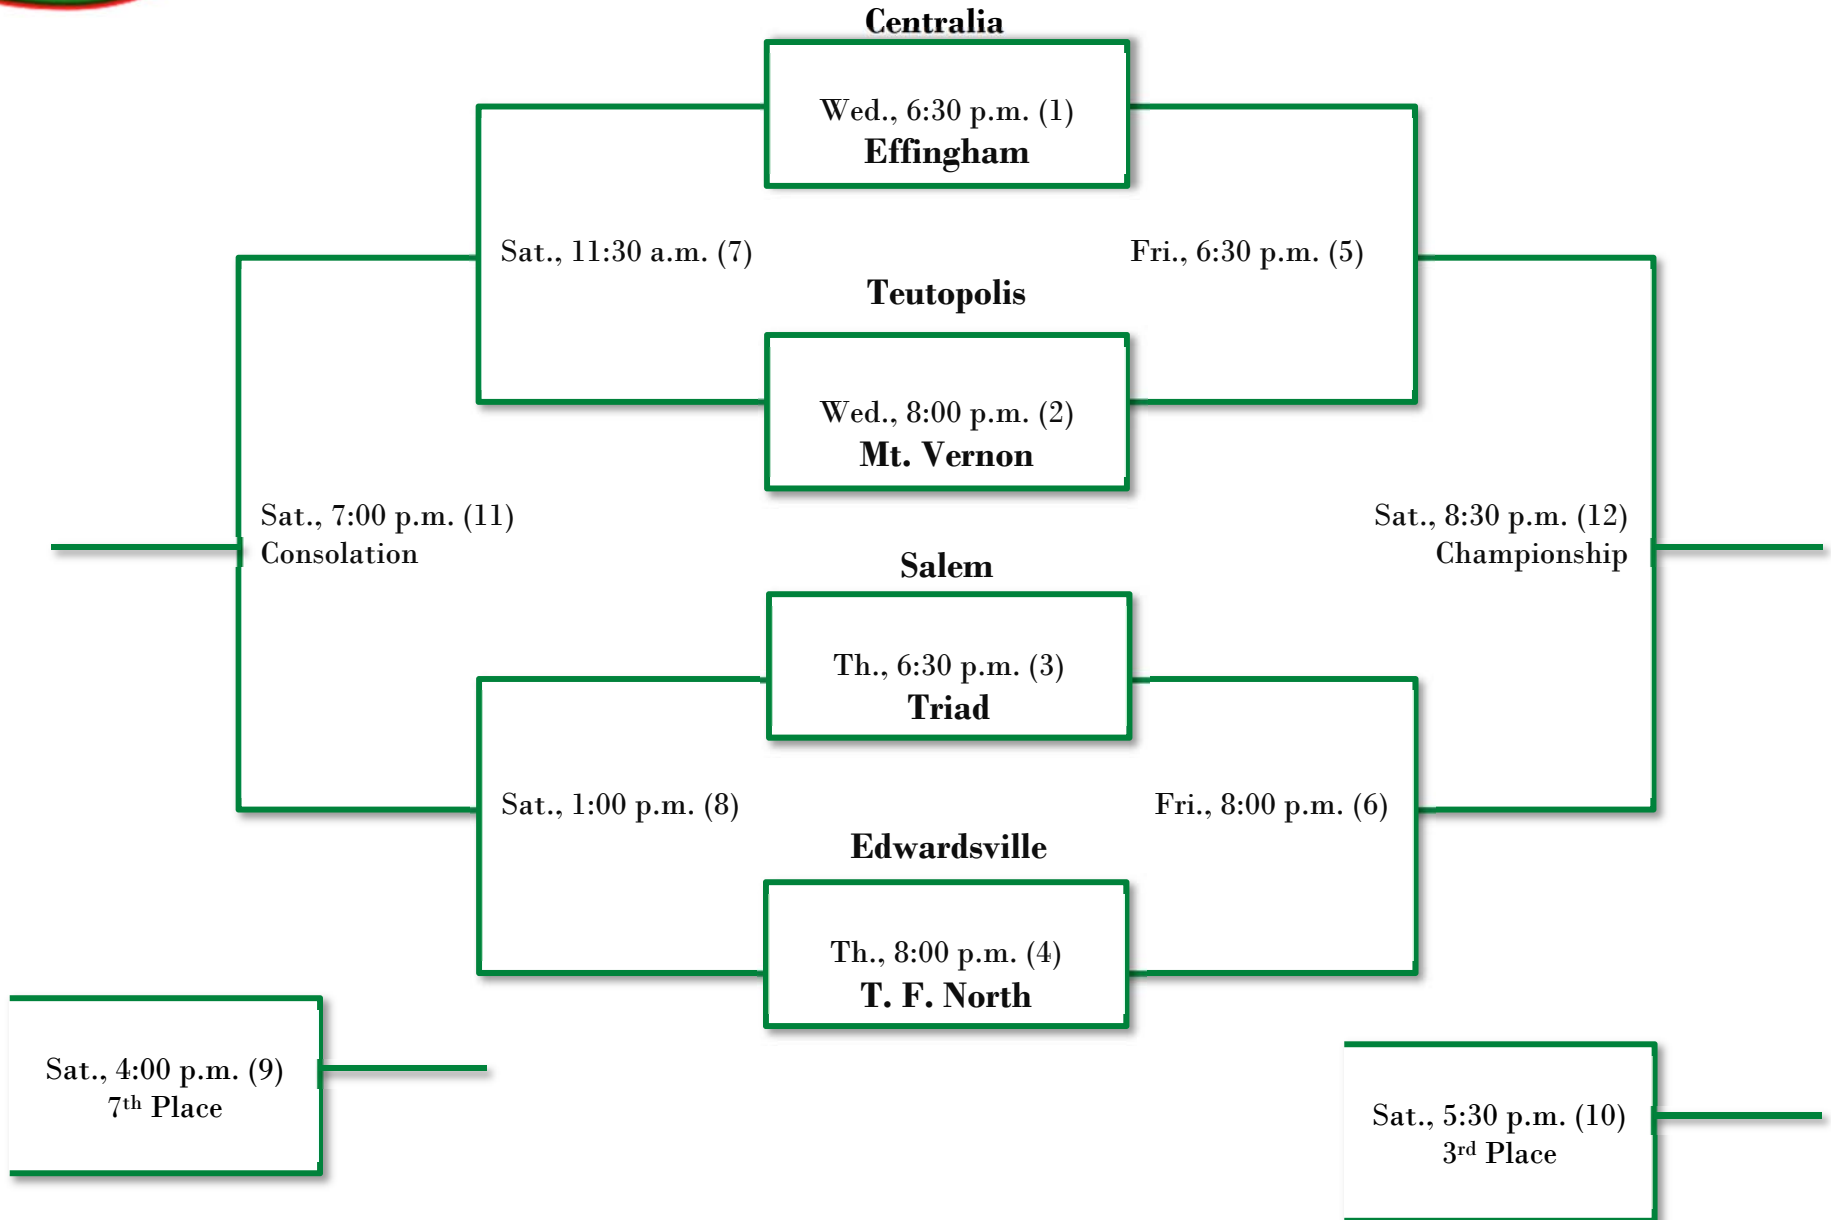 Centralia
Wed., 6:30 p.m. (1)
Effingham
Sat., 11:30 a.m. (7)
Fri., 6:30 p.m. (5)
Teutopolis
Wed., 8:00 p.m. (2)
Mt. Vernon
Sat., 7:00 p.m. (11)
Consolation
Sat., 8:30 p.m. (12)
Championship
Salem
Th., 6:30 p.m. (3)
Triad
Sat., 1:00 p.m. (8)
Fri., 8:00 p.m. (6)
Edwardsville
Th., 8:00 p.m. (4)
T. F. North
Sat., 4:00 p.m. (9)
7th Place
Sat., 5:30 p.m. (10)
3rd Place